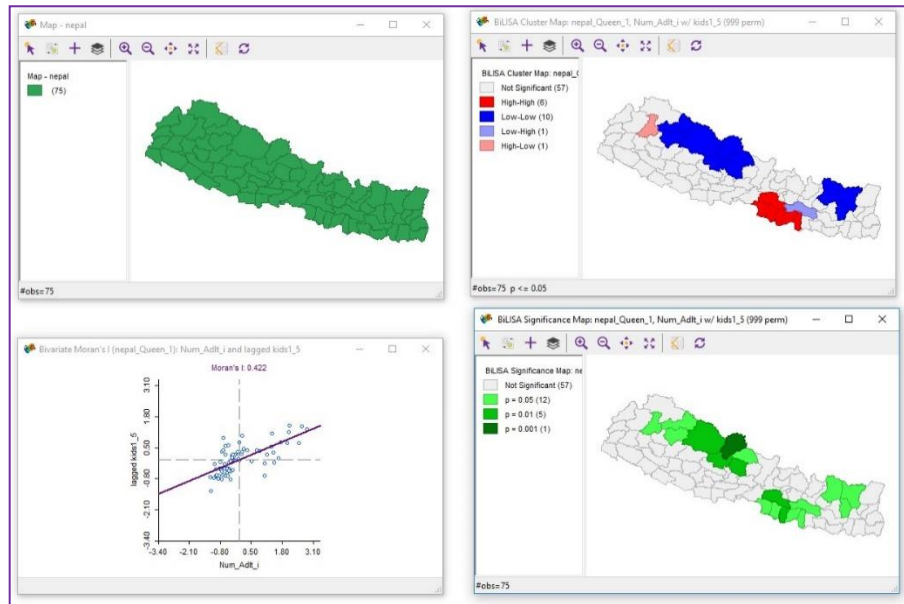 Map - nepal
Map - nepal
(75)
#obs=75
BiLISA Cluster Map: nepal_Queen_1, Num_Adlt_i w/ kids1_5 (999 perm)
BiLISA Cluster Map: nepal_(
Not Significant (57)
High-High (6)
Low-Low (10)
Low-High (1)
High-Low (1)
#obs=75 p <= 0.05
Bivariate Moran's I (nepal_Queen_1): Num_Adlt_i and lagged kids1_5
Moran's I: 0.422
lagged kids1_5
3.10
1.80
0.50
-0.80
-2.10
-3.40
-3.40
-2.10
-0.80
0.50
1.80
3.10
Num_Adlt_i
BiLISA Significance Map: nepal_Queen_1, Num_Adlt_i w/ kids1_5 (999 perm)
BiLISA Significance Map: ne
Not Significant (57)
p = 0.05 (12)
p = 0.01 (5)
p = 0.001 (1)
#obs=75